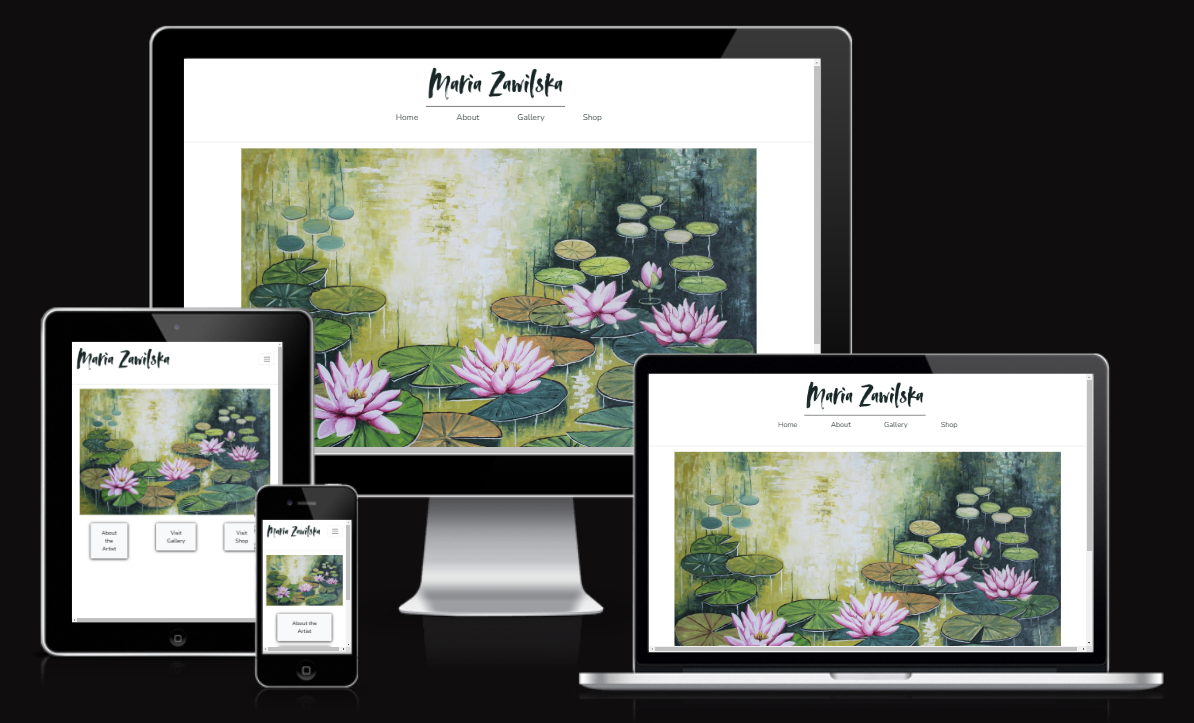 Maria Zawilska
Home About Gallery Shop
Maria Zawilska
About
the
Artist
Visit
Gallery
Visit
Shop
Maria Zawilska
About the
Artist
Maria Zawilska
Home About Gallery Shop